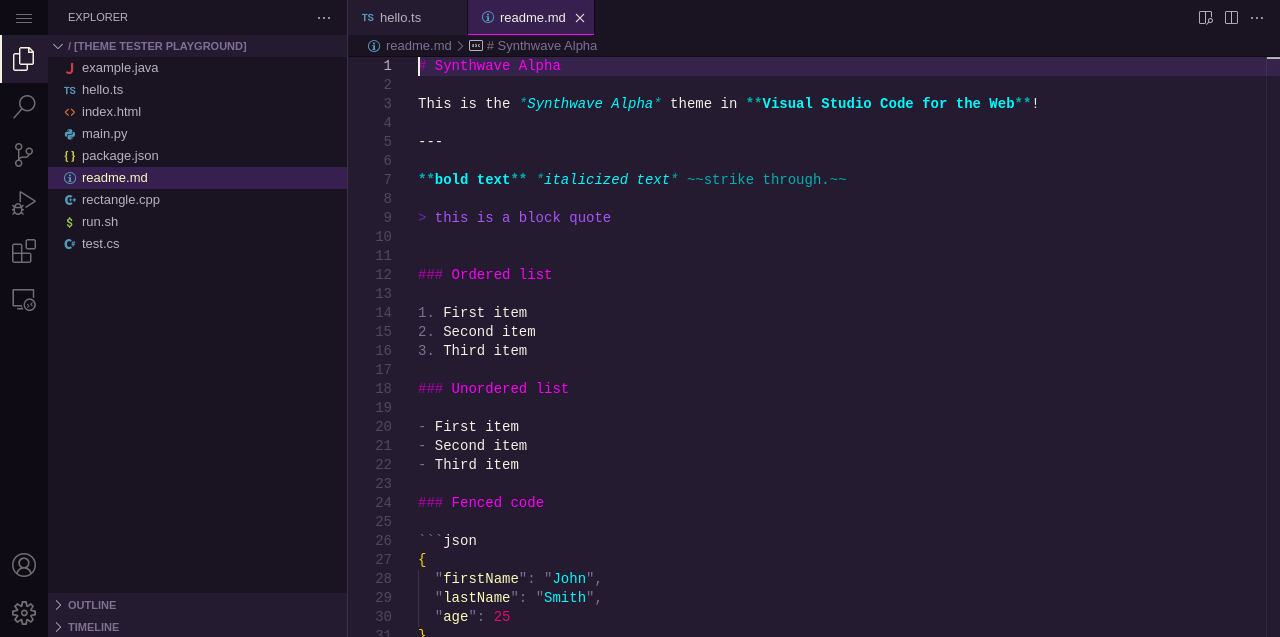 EXPLORER
/ [THEME TESTER PLAYGROUND]
example.java
TS hello.ts
index.html
main.py
package.json
readme.md
rectangle.cpp
run.sh
test.cs
OUTLINE
TIMELINE
TS hello.ts
readme.md
readme.md > # Synthwave Alpha
1 # Synthwave Alpha
2
3 This is the *Synthwave Alpha* theme in **Visual Studio Code for the Web**!
4
5 ---
6
7 **bold text** *italicized text* ~~strike through.~~
8
9 > this is a block quote
10
11
12 ### Ordered list
13
14 1. First item
15 2. Second item
16 3. Third item
17
18 ### Unordered list
19
20 - First item
21 - Second item
22 - Third item
23
24 ### Fenced code
25
26 ```json
27 {
28 "firstName": "John",
29 "lastName": "Smith",
30 "age": 25
31 }